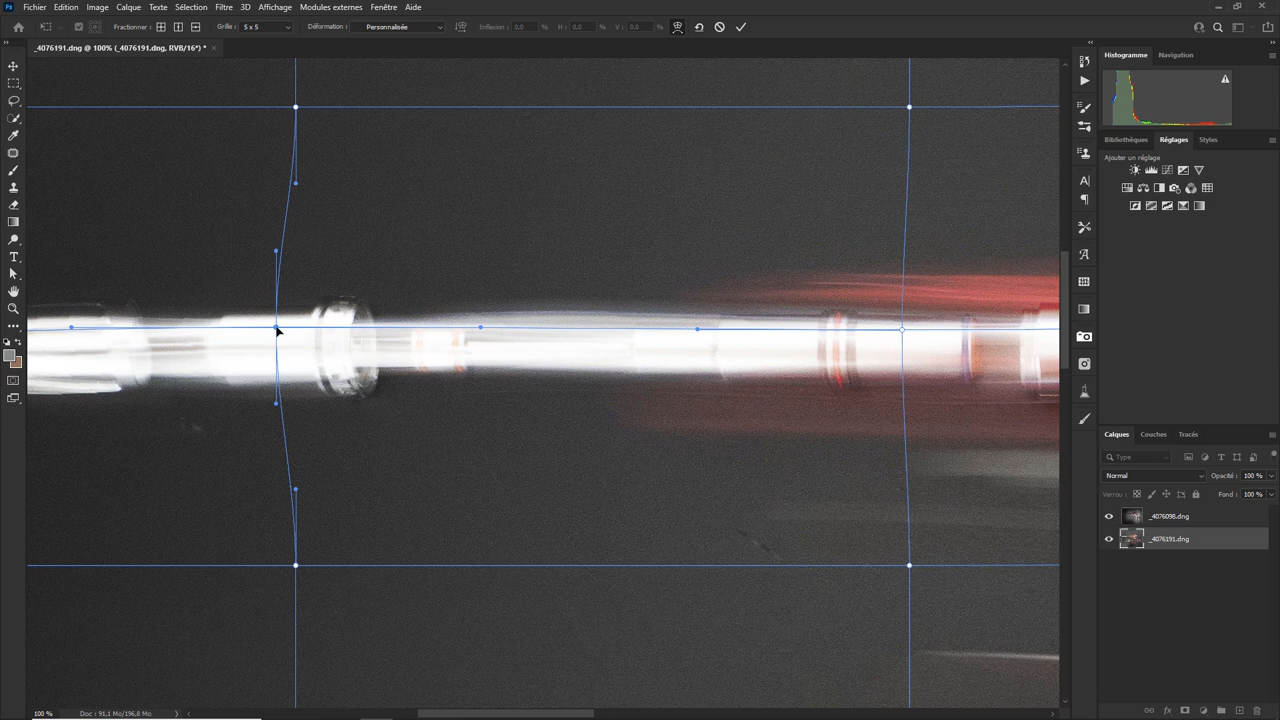 Ps Fichier Edition Image Calque Texte Sélection Filtre 3D Affichage Modules externes Fenêtre Aide
Fractionner : Grille : 5 x 5 Déformation : Personnalisée Inflexion : 0,0 % H : 0,0 % V : 0,0 %
_4076191.dng @ 100% (_4076191.dng, RVB/16*) *
Histogramme Navigation
Bibliothèques Réglages Styles
Ajouter un réglage
Calques Couches Tracés
Type
Normal Opacité : 100 %
Verrou : Fond : 100 %
_4076098.dng
_4076191.dng
100 % Doc : 91,1 Mo/196,8 Mo